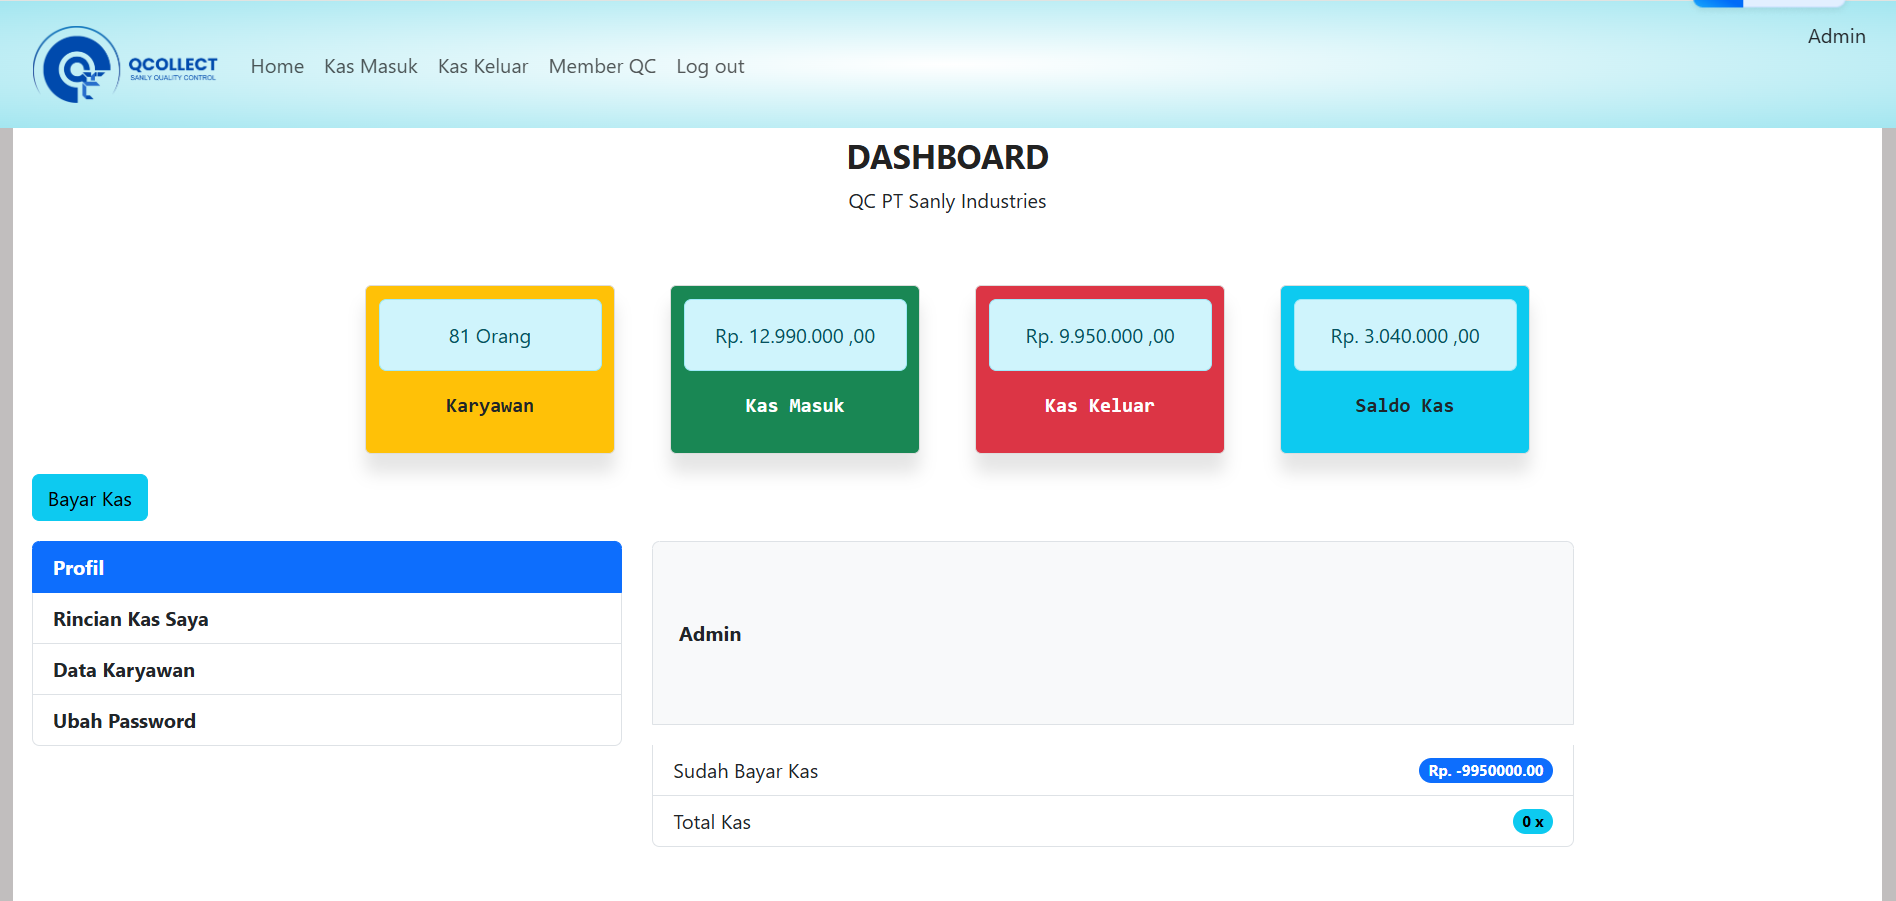 Admin
QCOLLECT
SANLY QUALITY CONTROL
Home Kas Masuk Kas Keluar Member QC Log out
DASHBOARD
QC PT Sanly Industries
81 Orang
Karyawan
Rp. 12.990.000 ,00
Kas Masuk
Rp. 9.950.000 ,00
Kas Keluar
Rp. 3.040.000 ,00
Saldo Kas
Bayar Kas
Profil
Rincian Kas Saya
Data Karyawan
Ubah Password
Admin
Sudah Bayar Kas Rp. -9950000.00
Total Kas 0 x